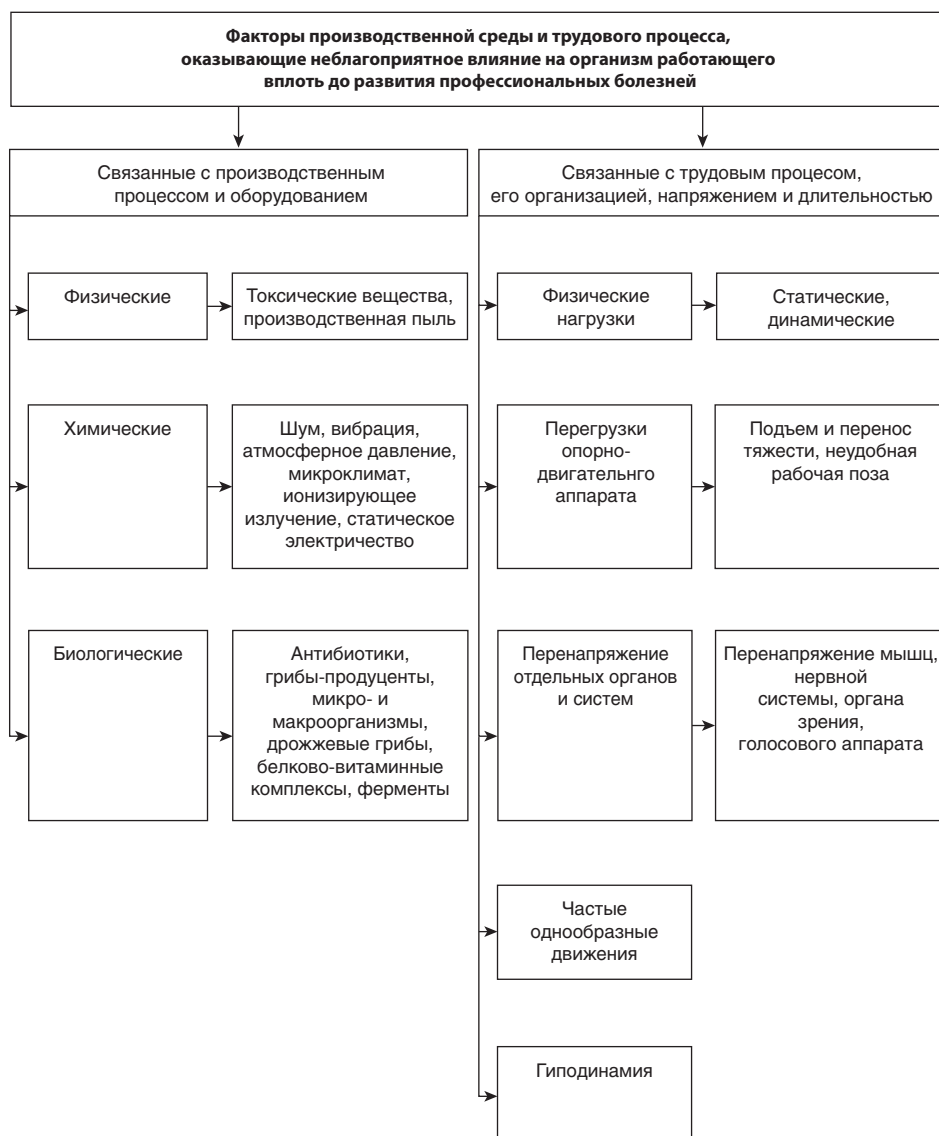 Факторы производственной среды и трудового процесса,
оказывающие неблагоприятное влияние на организм работающего
вплоть до развития профессиональных болезней
Связанные с производственным
процессом и оборудованием
Физические
Токсические вещества,
производственная пыль
Химические
Шум, вибрация,
атмосферное давление,
микроклимат,
ионизирующее
излучение, статическое
электричество
Биологические
Антибиотики,
грибы-продуценты,
микро- и
макроорганизмы,
дрожжевые грибы,
белково-витаминные
комплексы, ферменты
Связанные с трудовым процесом,
его организацией, напряжением и длительностью
Физические
нагрузки
Статические,
динамические
Перегрузки
опорно-
двигательнго
аппарата
Подъем и перенос
тяжести, неудобная
рабочая поза
Перенапряжение
отдельных органов
и систем
Перенапряжение мышц,
нервной
системы, органа
зрения,
голосового аппарата
Частые
однообразные
движения
Гиподинамия